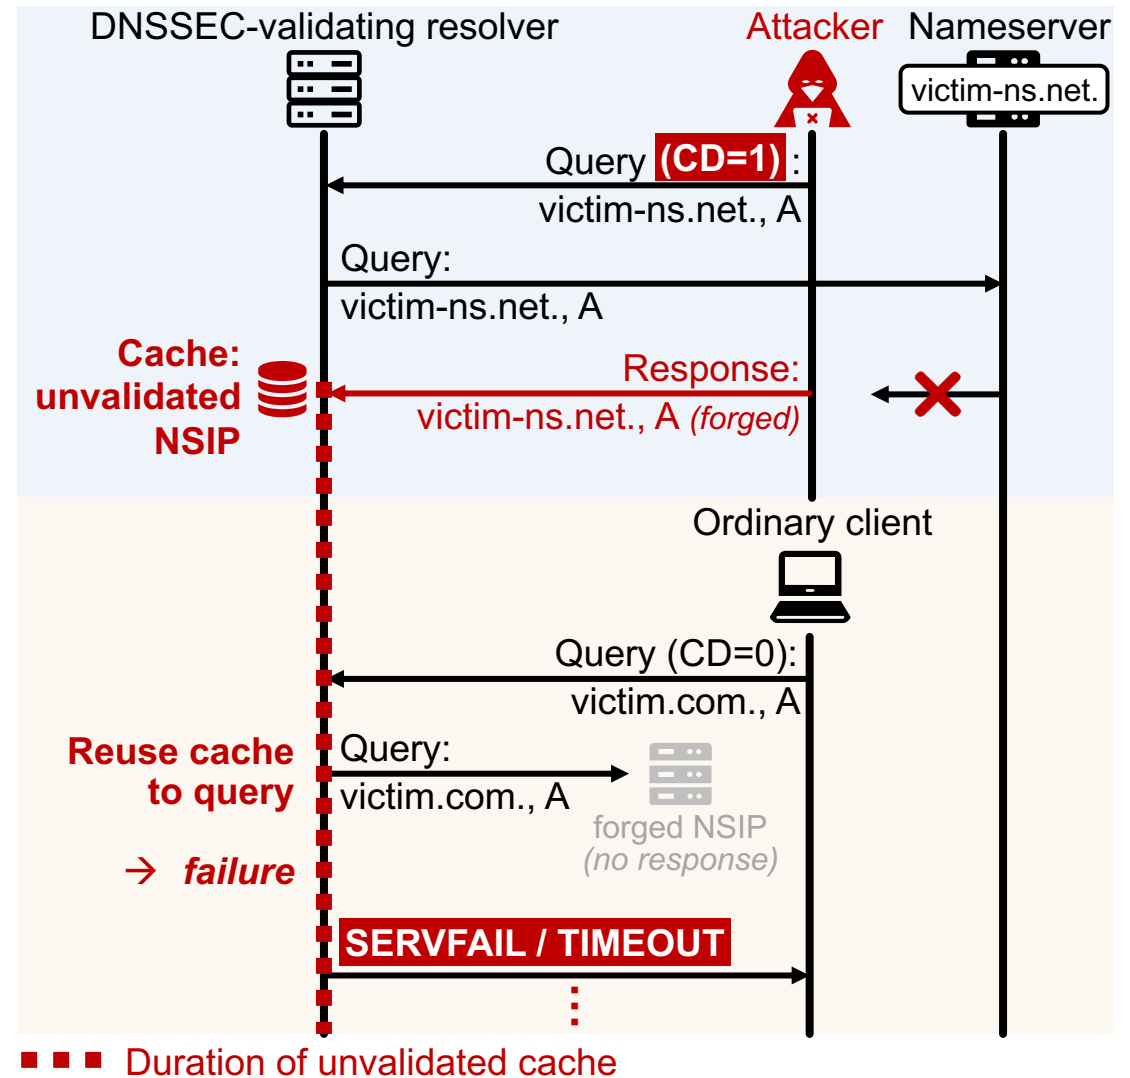 DNSSEC-validating resolver
Attacker
Nameserver
victim-ns.net.
Query (CD=1) :
victim-ns.net., A
Query:
victim-ns.net., A
Cache:
unvalidated
NSIP
Response:
victim-ns.net., A (forged)
Ordinary client
Query (CD=0):
victim.com., A
Reuse cache
to query
→ failure
Query:
victim.com., A
forged NSIP
(no response)
SERVFAIL / TIMEOUT
Duration of unvalidated cache